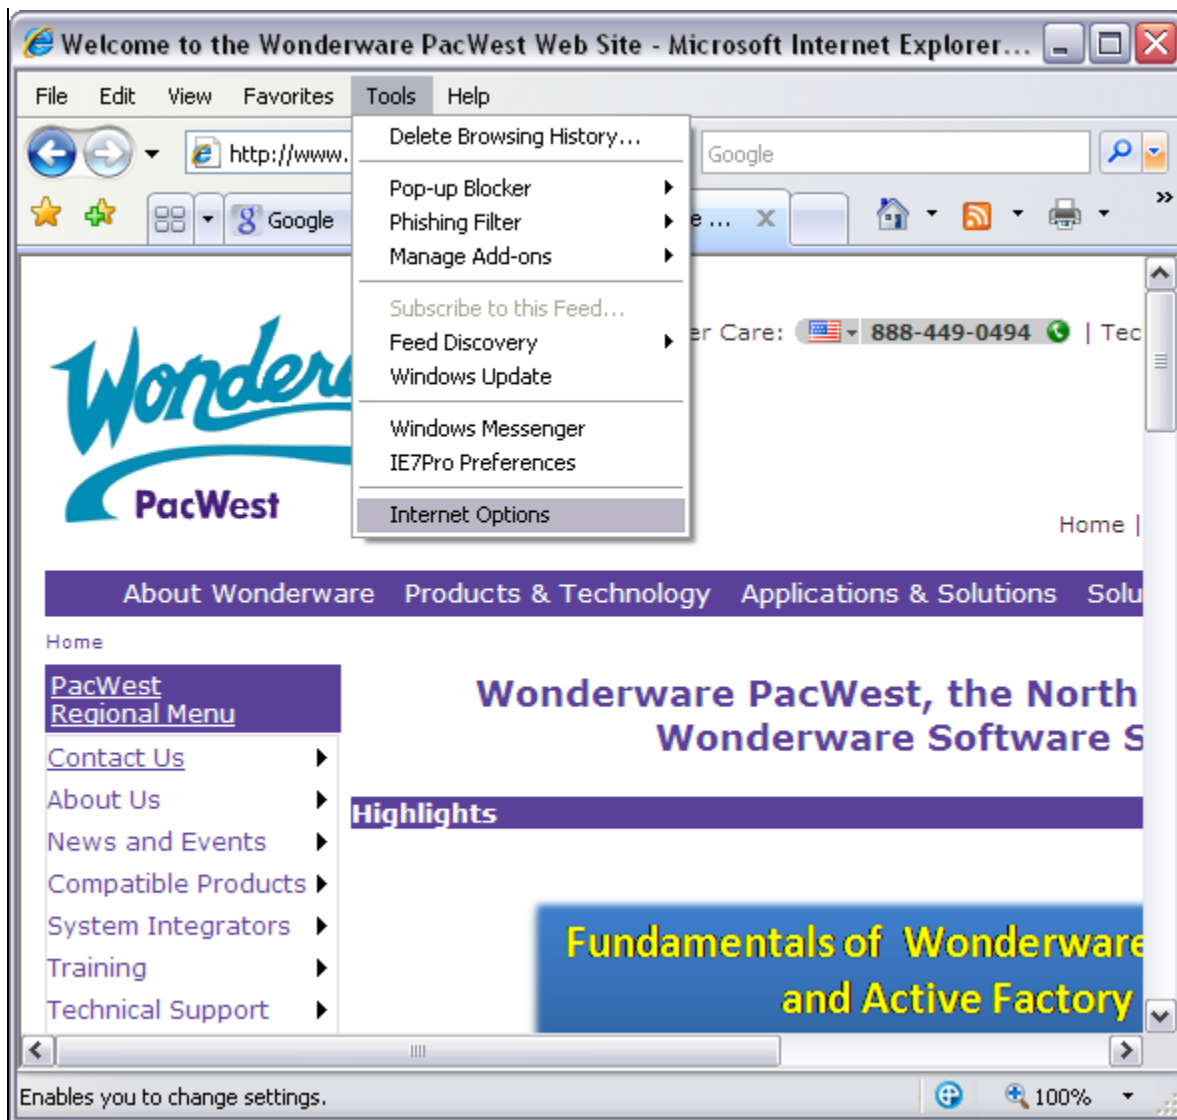 Welcome to the Wonderware PacWest Web Site - Microsoft Internet Explorer...
File Edit View Favorites Tools Help
http://www.
Google
Google
e ...
Delete Browsing History...
Pop-up Blocker
Phishing Filter
Manage Add-ons
Subscribe to this Feed...
Feed Discovery
Windows Update
Windows Messenger
IE7Pro Preferences
Internet Options
er Care: 888-449-0494 | Tec
Wonder
PacWest
Home |
About Wonderware Products & Technology Applications & Solutions Solu
Home
PacWest
Regional Menu
Contact Us
About Us
News and Events
Compatible Products
System Integrators
Training
Technical Support
Wonderware PacWest, the North
Wonderware Software S
Highlights
Fundamentals of Wonderware
and Active Factory
Enables you to change settings.
100%